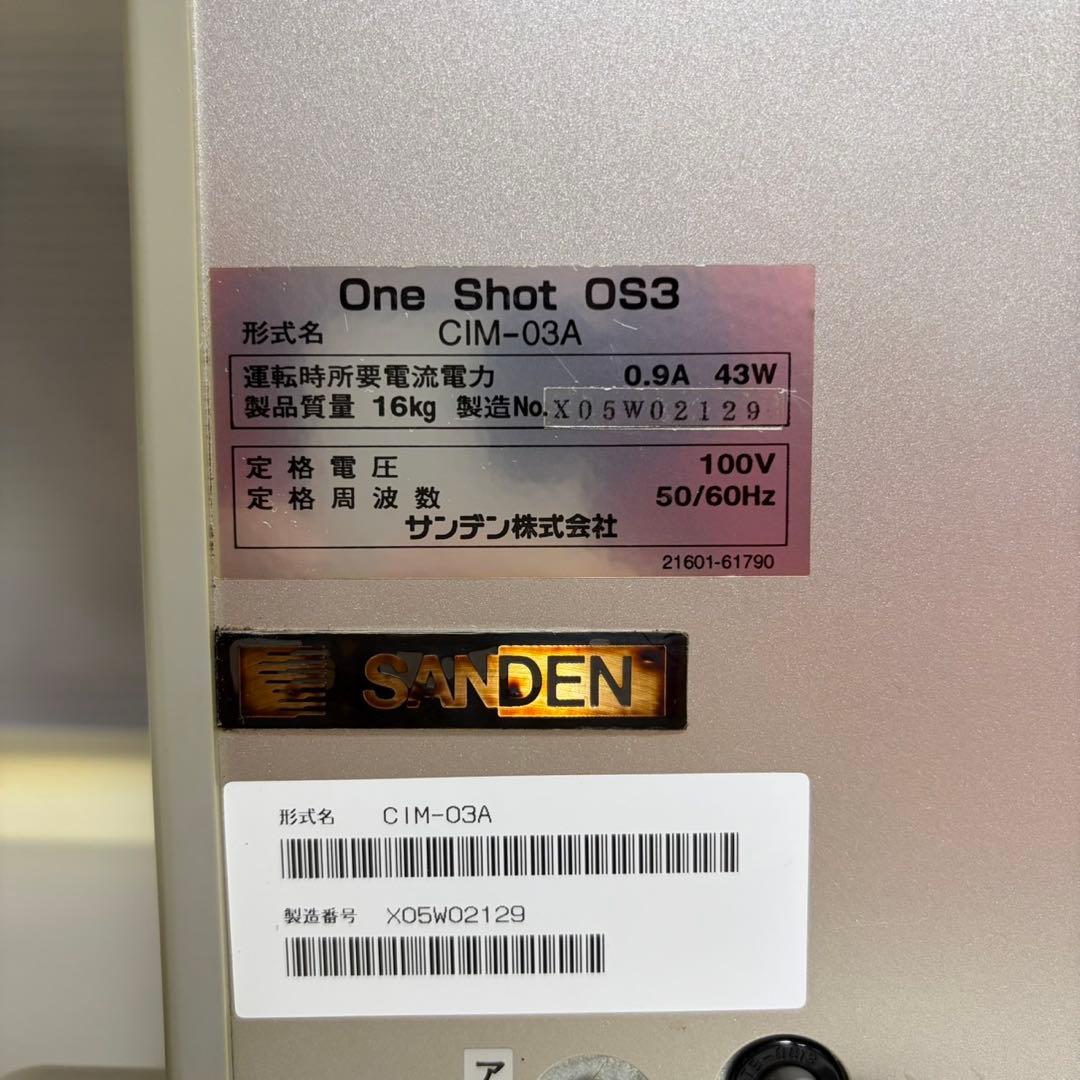 One Shot OS3
形式名 CIM-03A
運転時所要電流電力 0.9A 43W
製品質量 16kg 製造No. X05W02129
定格電圧 100V
定格周波数 50/60Hz
サンデン株式会社
21601-61790
SANDEN
形式名 CIM-03A
製造番号 X05W02129
ア